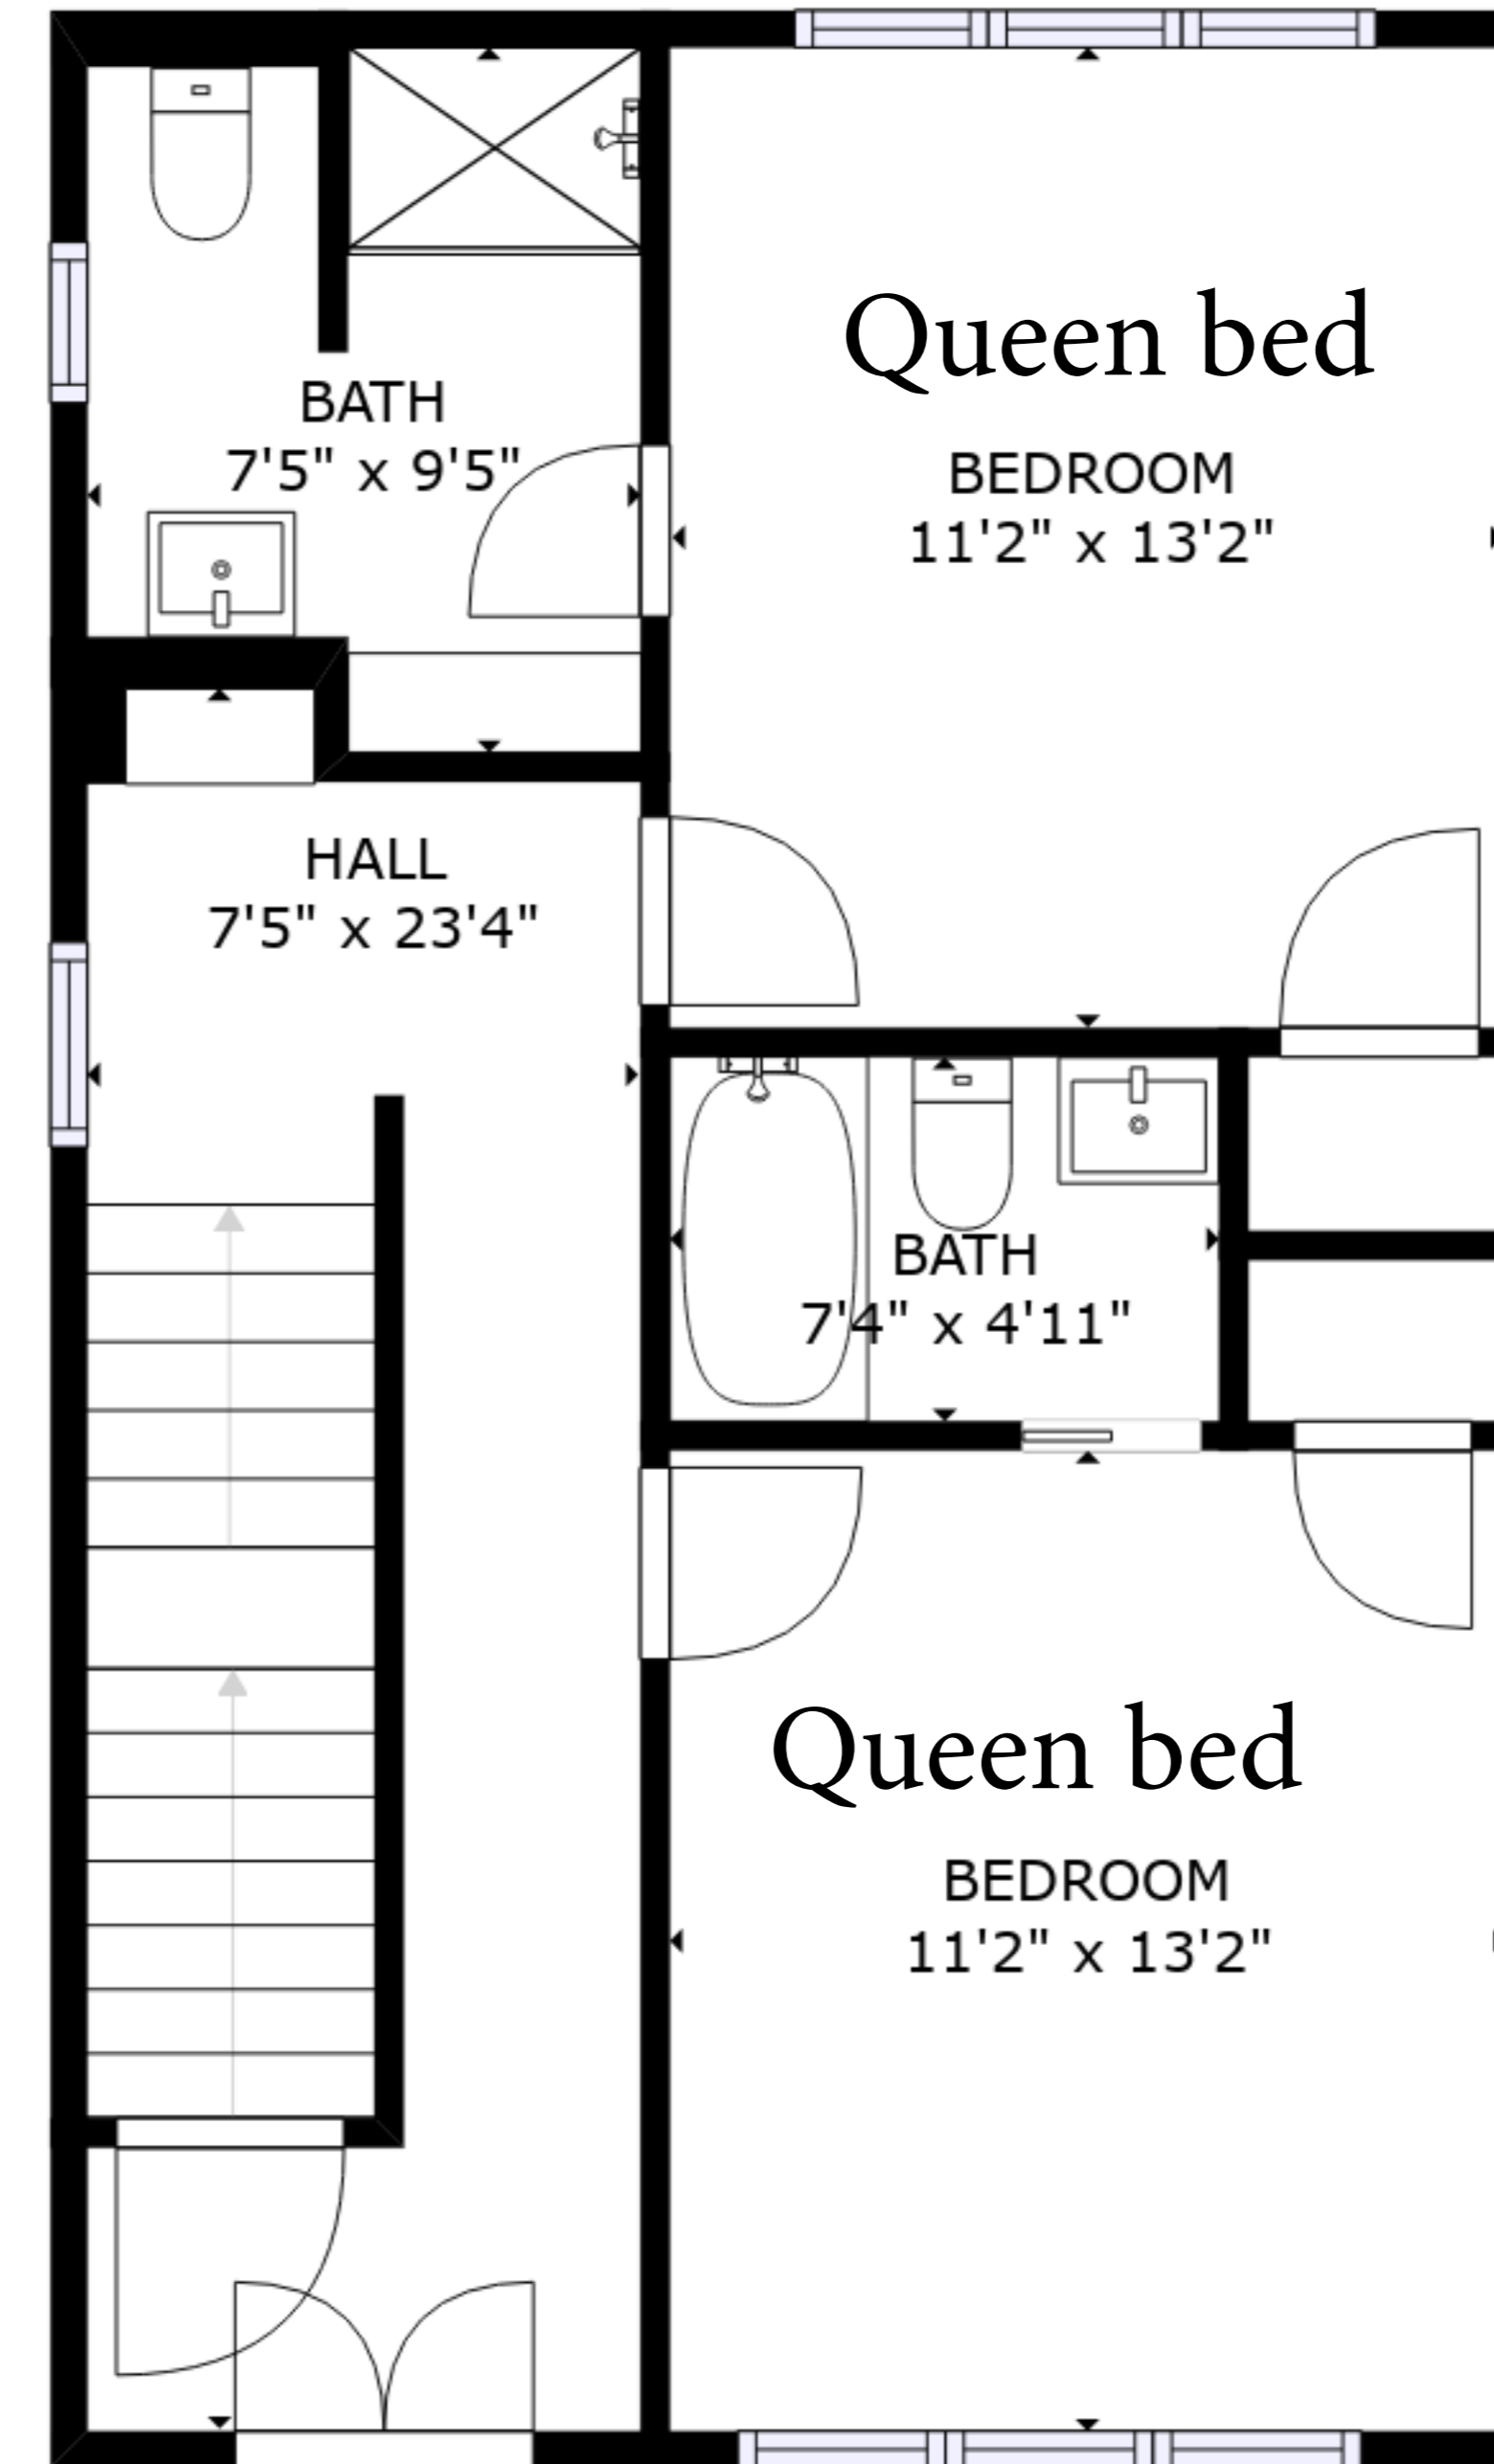 Queen bed
BATH
7'5" x 9'5"
BEDROOM
11'2" x 13'2"
HALL
7'5" x 23'4"
BATH
7'4" x 4'11"
Queen bed
BEDROOM
11'2" x 13'2"